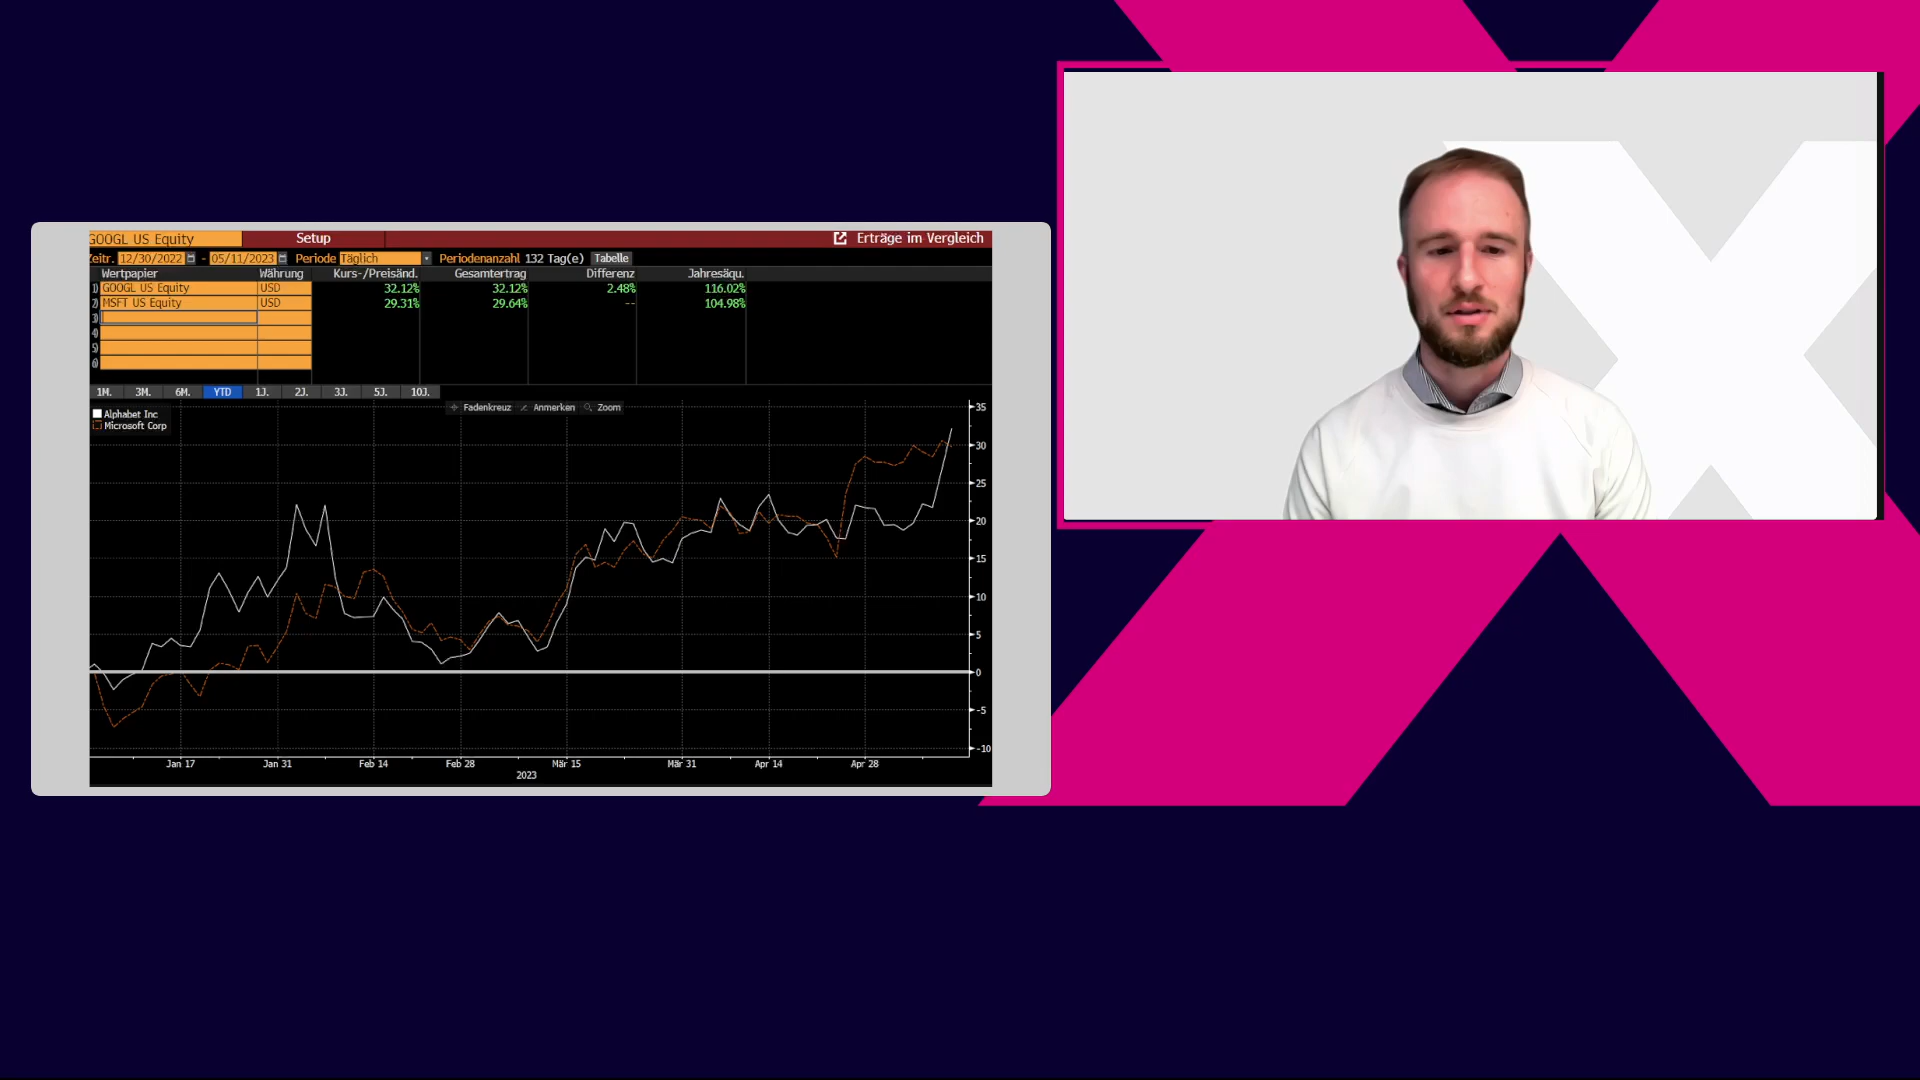 GOOGL US Equity Setup Erträge im Vergleich
Zeitr. 12/30/2022 - 05/11/2023 Periode Täglich Periodenanzahl 132 Tag(e) Tabelle
Wertpapier Währung Kurs-/Preisänd. Gesamtertrag Differenz Jahresäqu.
1) GOOGL US Equity USD 32.12% 32.12% 2.48% 116.02%
2) MSFT US Equity USD 29.31% 29.64% -- 104.98%
3)
4)
5)
6)
1M. 3M. 6M. YTD 1J. 2J. 3J. 5J. 10J.
Fadenkreuz Anmerken Zoom
Alphabet Inc
Microsoft Corp
35
30
25
20
15
10
5
0
-5
-10
Jan 17 Jan 31 Feb 14 Feb 28 Mär 15 Mär 31 Apr 14 Apr 28
2023